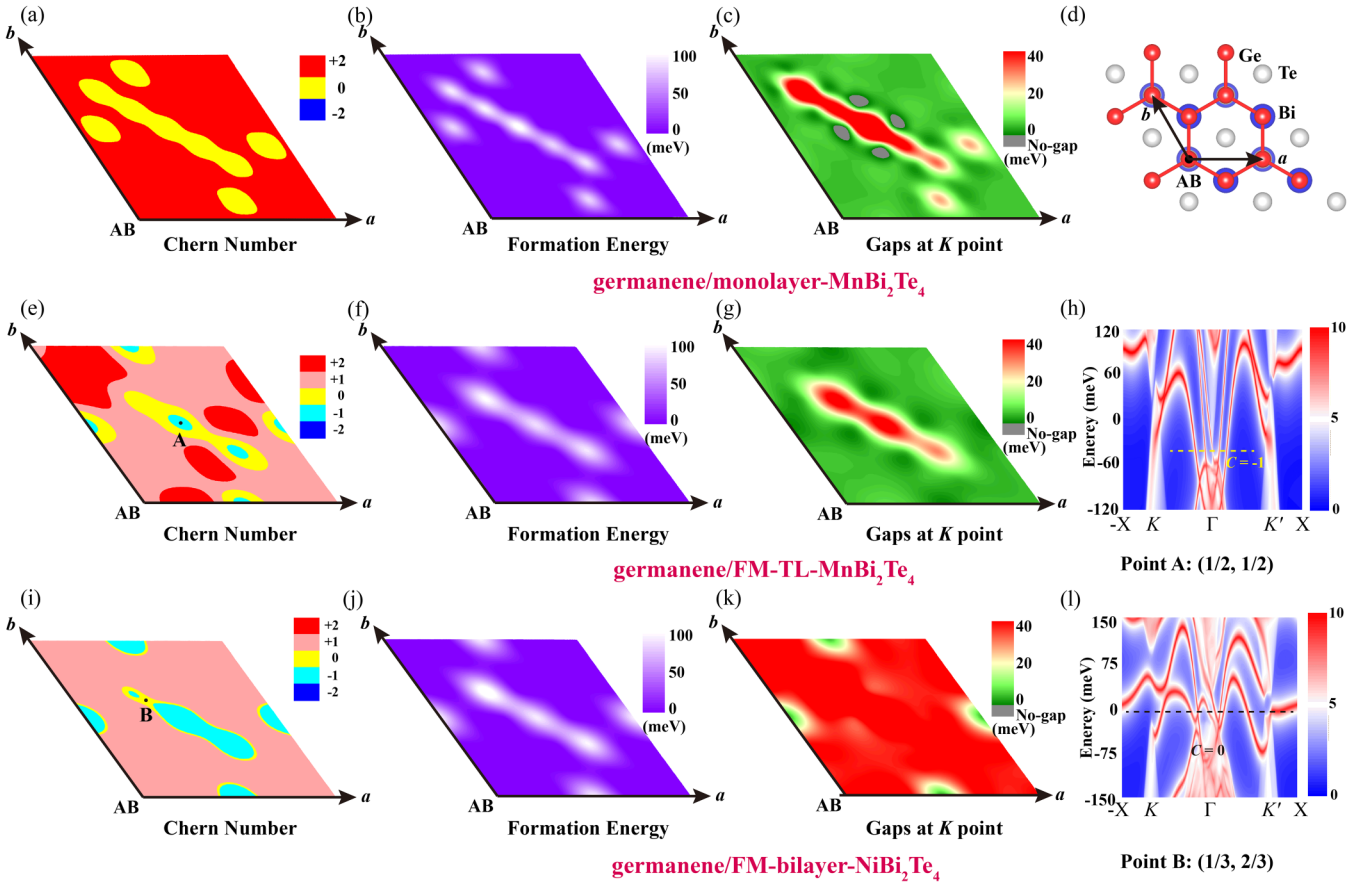 (a)
b
+2
0
-2
AB
a
Chern Number
(b)
100
50
0
(meV)
AB
a
Formation Energy
(c)
b
40
20
0
No-gap
(meV)
AB
a
Gaps at K point
(d)
Ge
Te
Bi
b
a
AB
germanene/monolayer-MnBi₂Te₄
(e)
b
+2
+1
0
-1
-2
A
AB
a
Chern Number
(f)
100
50
0
(meV)
AB
a
Formation Energy
(g)
b
40
20
0
No-gap
(meV)
AB
a
Gaps at K point
(h)
Enerey (meV)
120
60
0
-60
-120
C = -1
-X K Γ K′ X
10
5
0
Point A: (1/2, 1/2)
germanene/FM-TL-MnBi₂Te₄
(i)
b
+2
+1
0
-1
-2
B
AB
a
Chern Number
(j)
b
100
50
0
(meV)
AB
a
Formation Energy
(k)
b
40
20
0
No-gap
(meV)
AB
a
Gaps at K point
(l)
Enerey (meV)
150
75
0
-75
-150
C = 0
-X K Γ K′ X
10
5
0
Point B: (1/3, 2/3)
germanene/FM-bilayer-NiBi₂Te₄